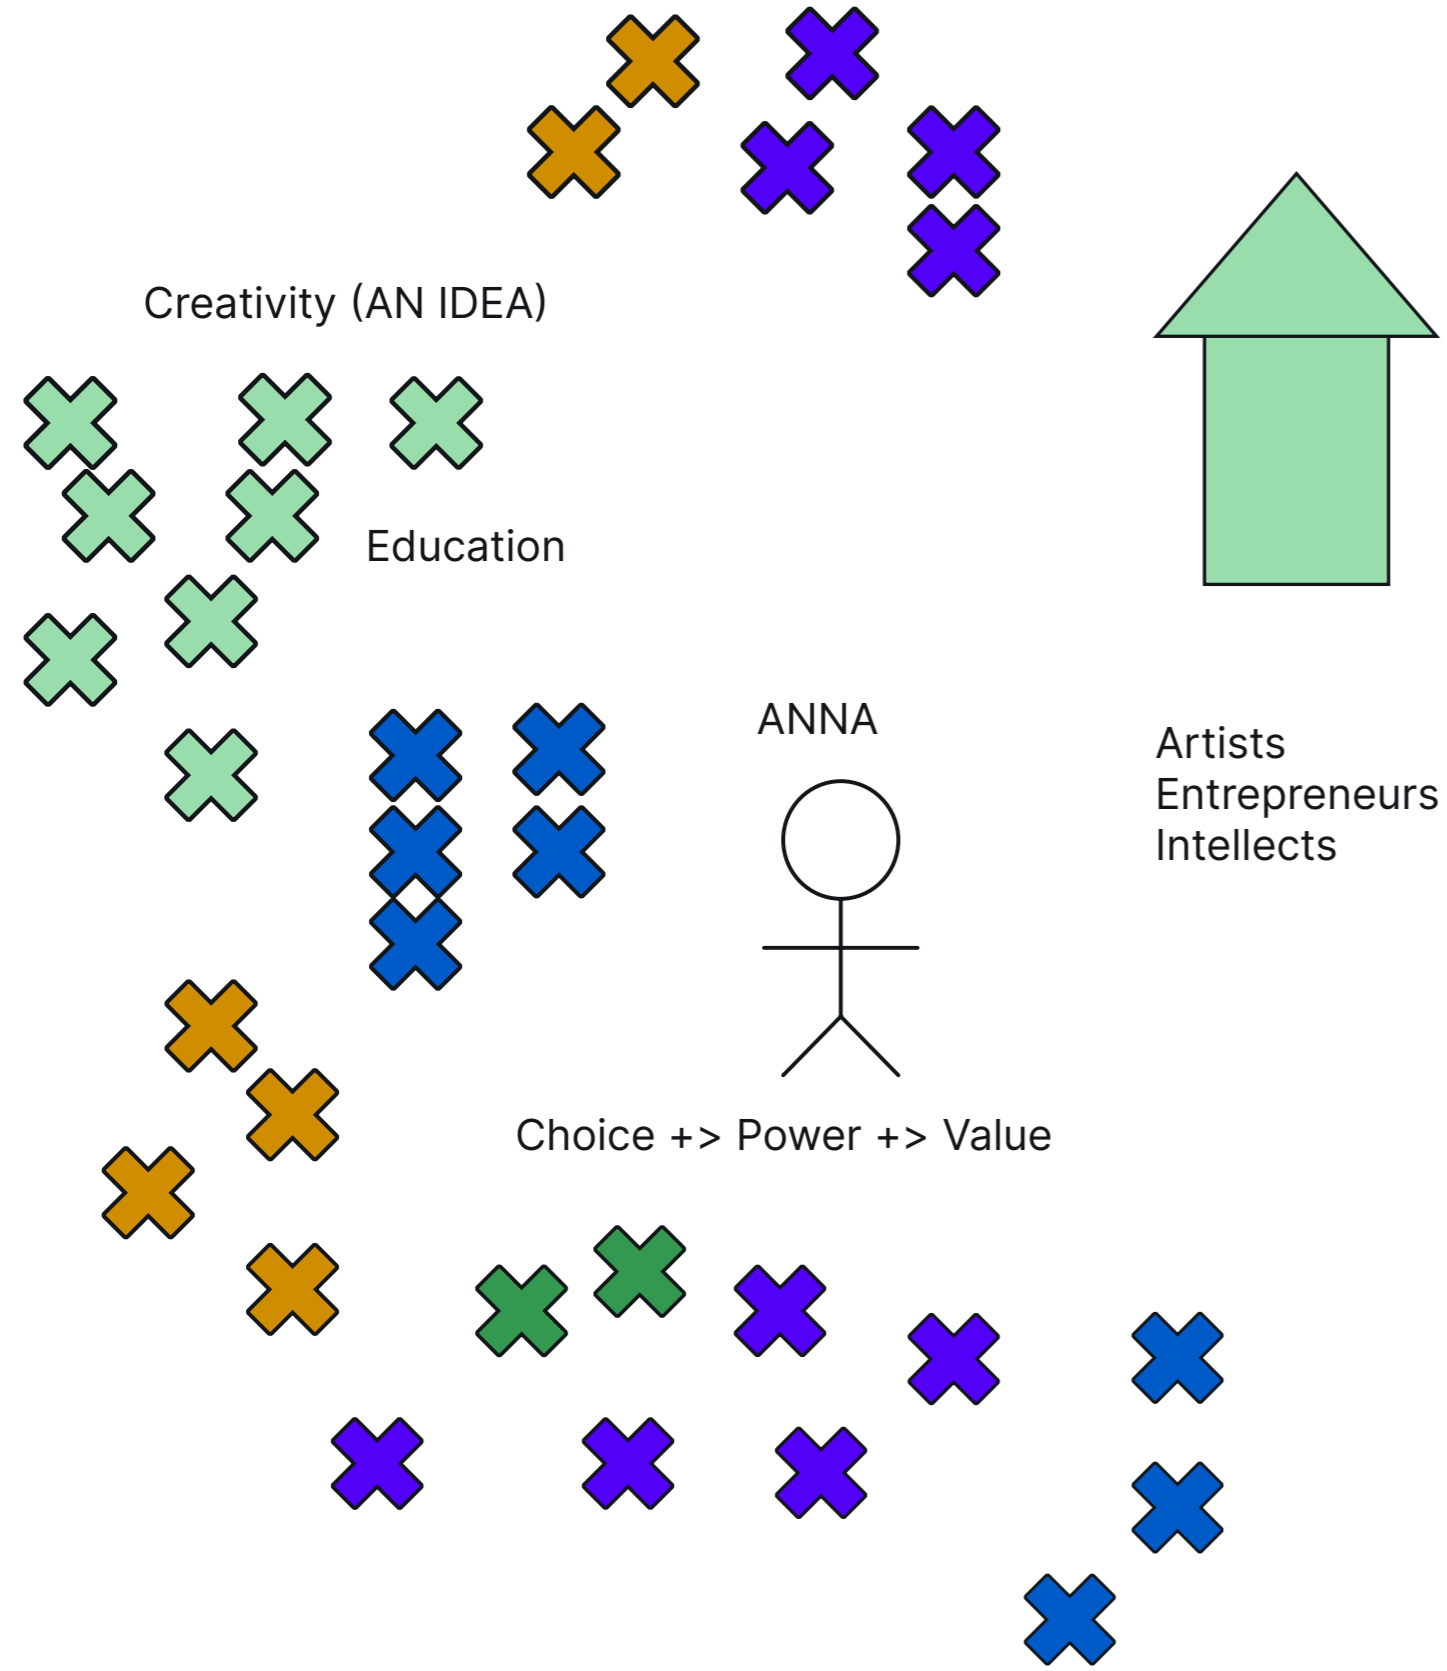 Creativity (AN IDEA)
Education
ANNA
Artists
Entrepreneurs
Intellects
Choice +> Power +> Value